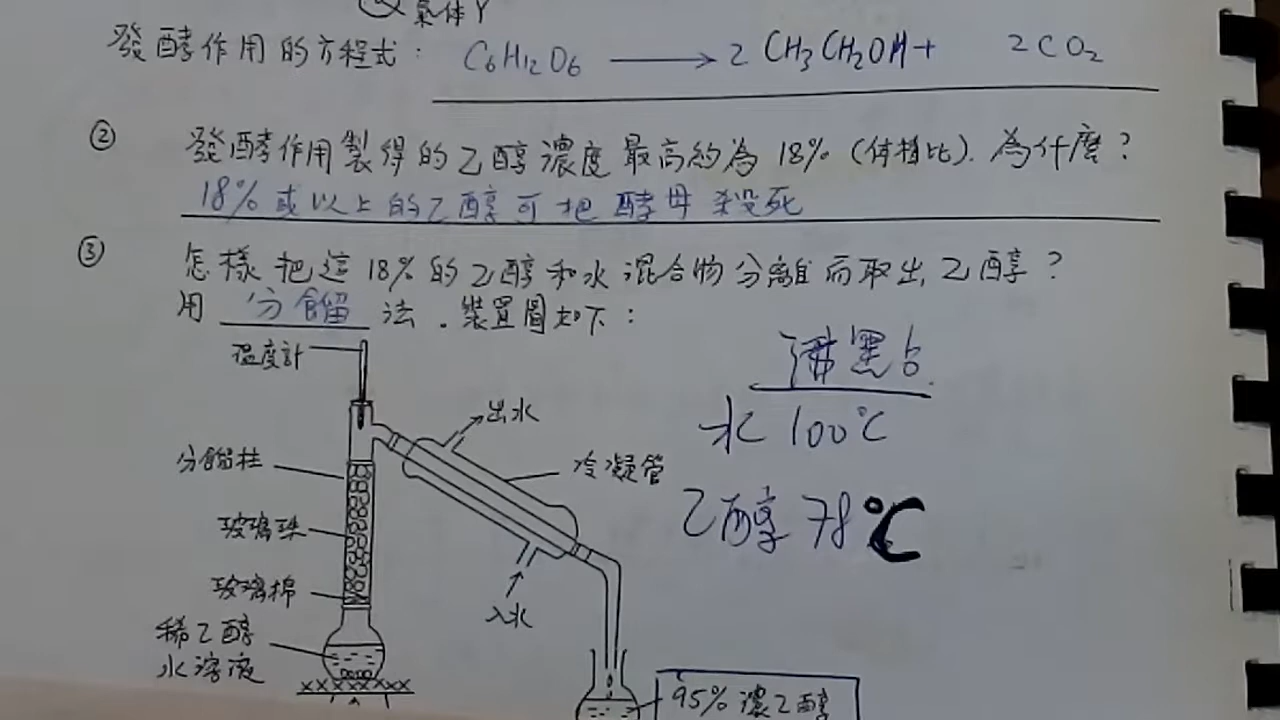 氣体Y
發酵作用的方程式： C6H12O6 ⟶ 2 CH3CH2OH + 2CO2
② 發酵作用製得的乙醇濃度最高約為18%（体積比）. 為什麼？
18%或以上的乙醇可把酵母殺死
③ 怎樣把這18%的乙醇和水混合物分離而取出乙醇？
用 分餾 法．裝置圖如下：
溫度計
沸點
出水
水 100℃
分餾柱
冷凝管
乙醇 78℃
玻璃珠
玻璃棉
入水
稀乙醇
水溶液
95% 濃乙醇